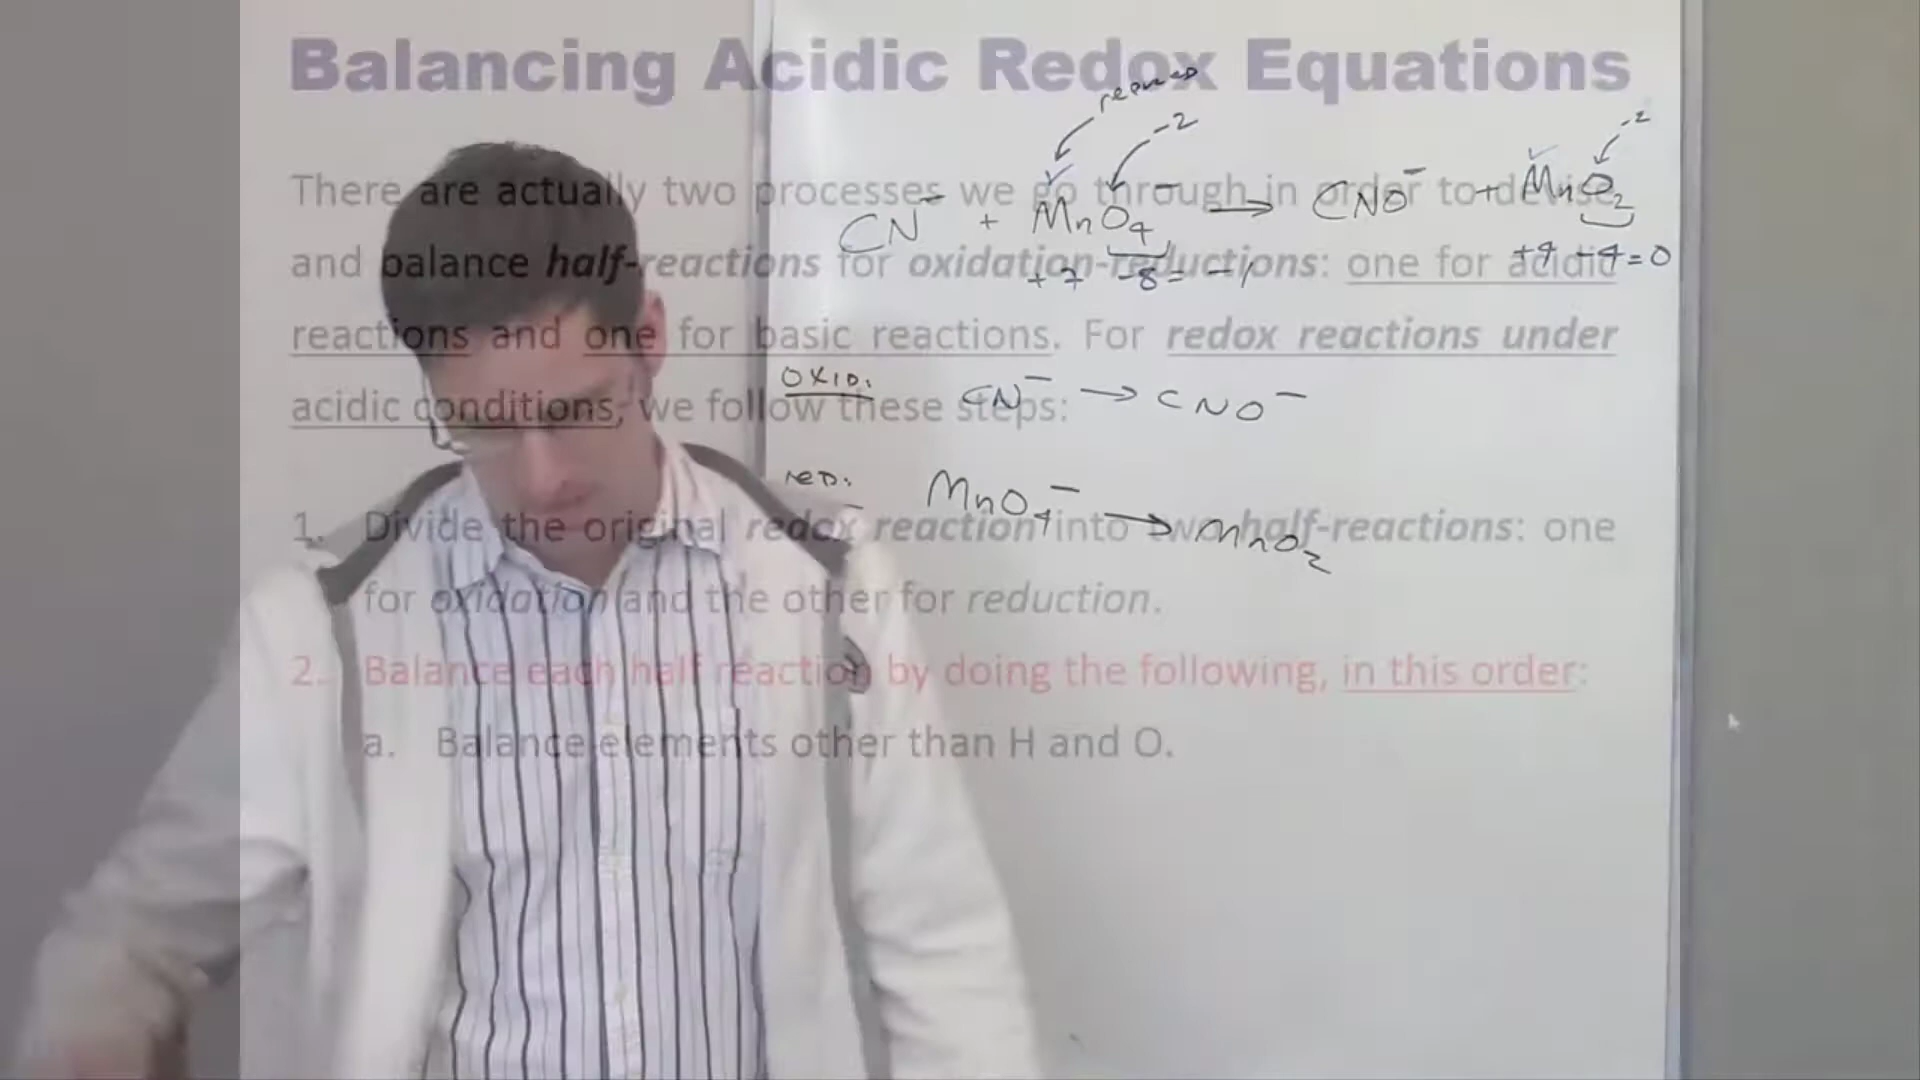 Balancing Acidic Redox Equations
There are actually two processes we go through in order to devise
and balance half-reactions for oxidation-reductions: one for acidic
reactions and one for basic reactions. For redox reactions under
acidic conditions, we follow these steps:
1. Divide the original redox reaction into two half-reactions: one
for oxidation and the other for reduction.
2. Balance each half reaction by doing the following, in this order:
a. Balance elements other than H and O.
-2
-2
CN⁻ + MnO₄⁻ → CNO⁻ + MnO₂
+7 -8 = -1 +4 -4 = 0
OXID. CN⁻ → CNO⁻
red. MnO₄⁻ → MnO₂